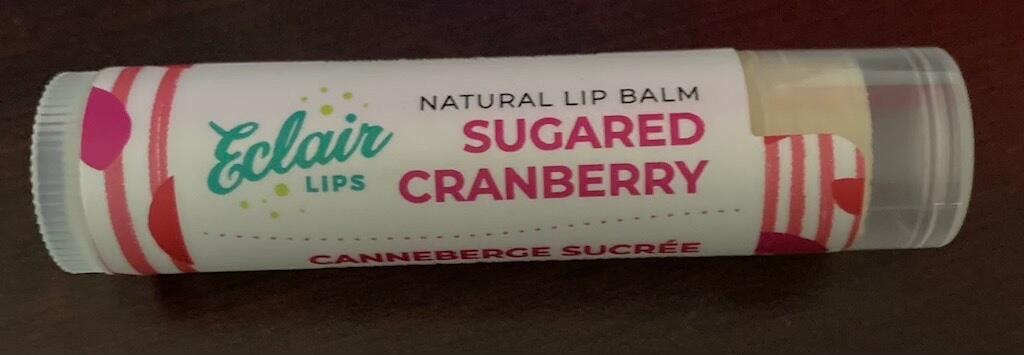 Eclair
LIPS
NATURAL LIP BALM
SUGARED
CRANBERRY
CANNEBERGE SUCRÉE